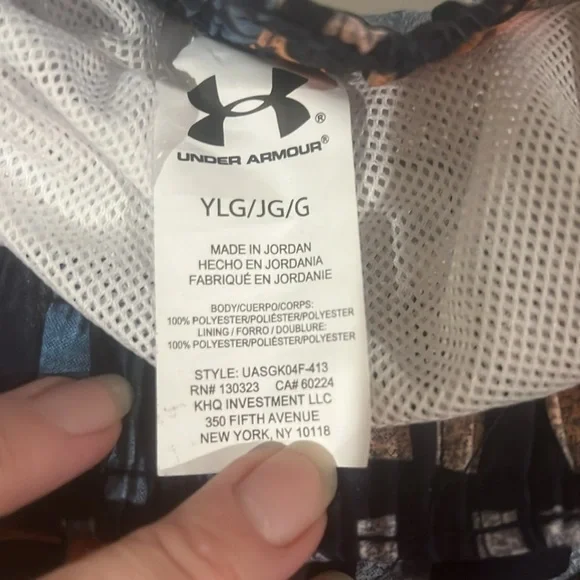 ®
UNDER ARMOUR®
YLG/JG/G
MADE IN JORDAN
HECHO EN JORDANIA
FABRIQUÉ EN JORDANIE
BODY/CUERPO/CORPS:
100% POLYESTER/POLIÉSTER/POLYESTER
LINING / FORRO / DOUBLURE:
100% POLYESTER/POLIÉSTER/POLYESTER
STYLE: UASGK04F-413
RN# 130323 CA# 60224
KHQ INVESTMENT LLC
350 FIFTH AVENUE
NEW YORK, NY 10118